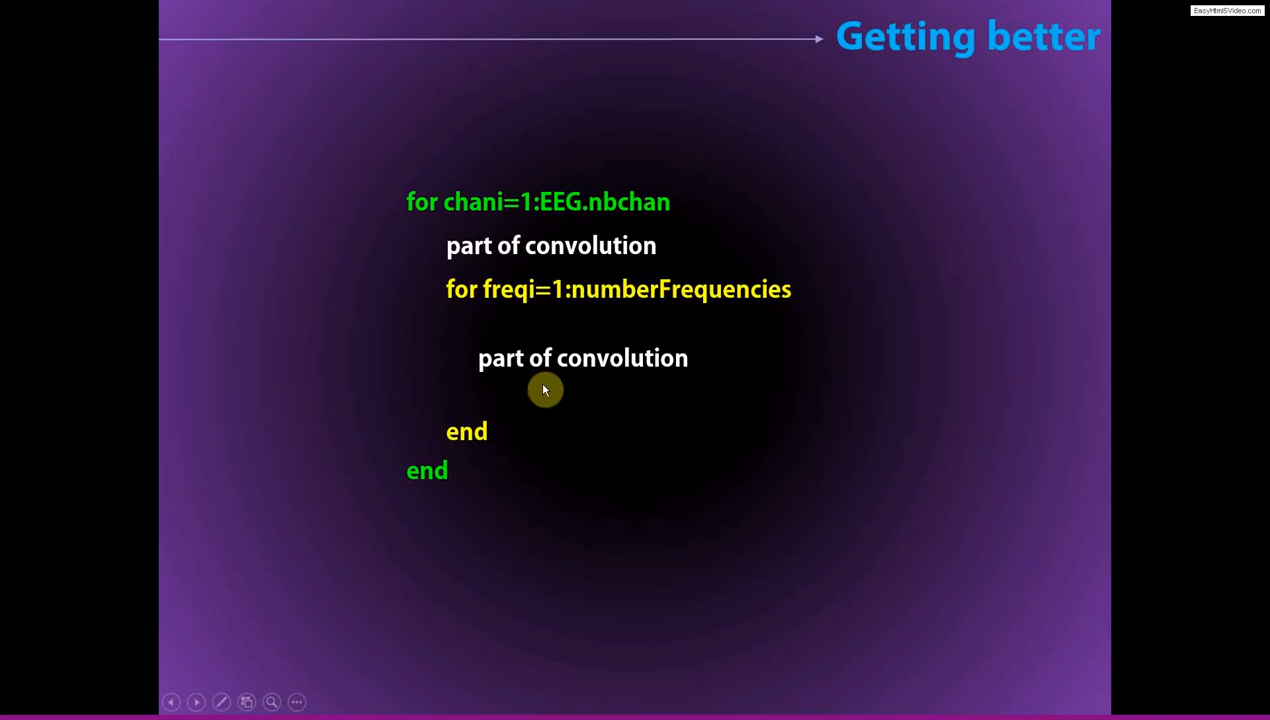 EasyHtml5Video.com
Getting better
for chani=1:EEG.nbchan
part of convolution
for freqi=1:numberFrequencies
part of convolution
end
end